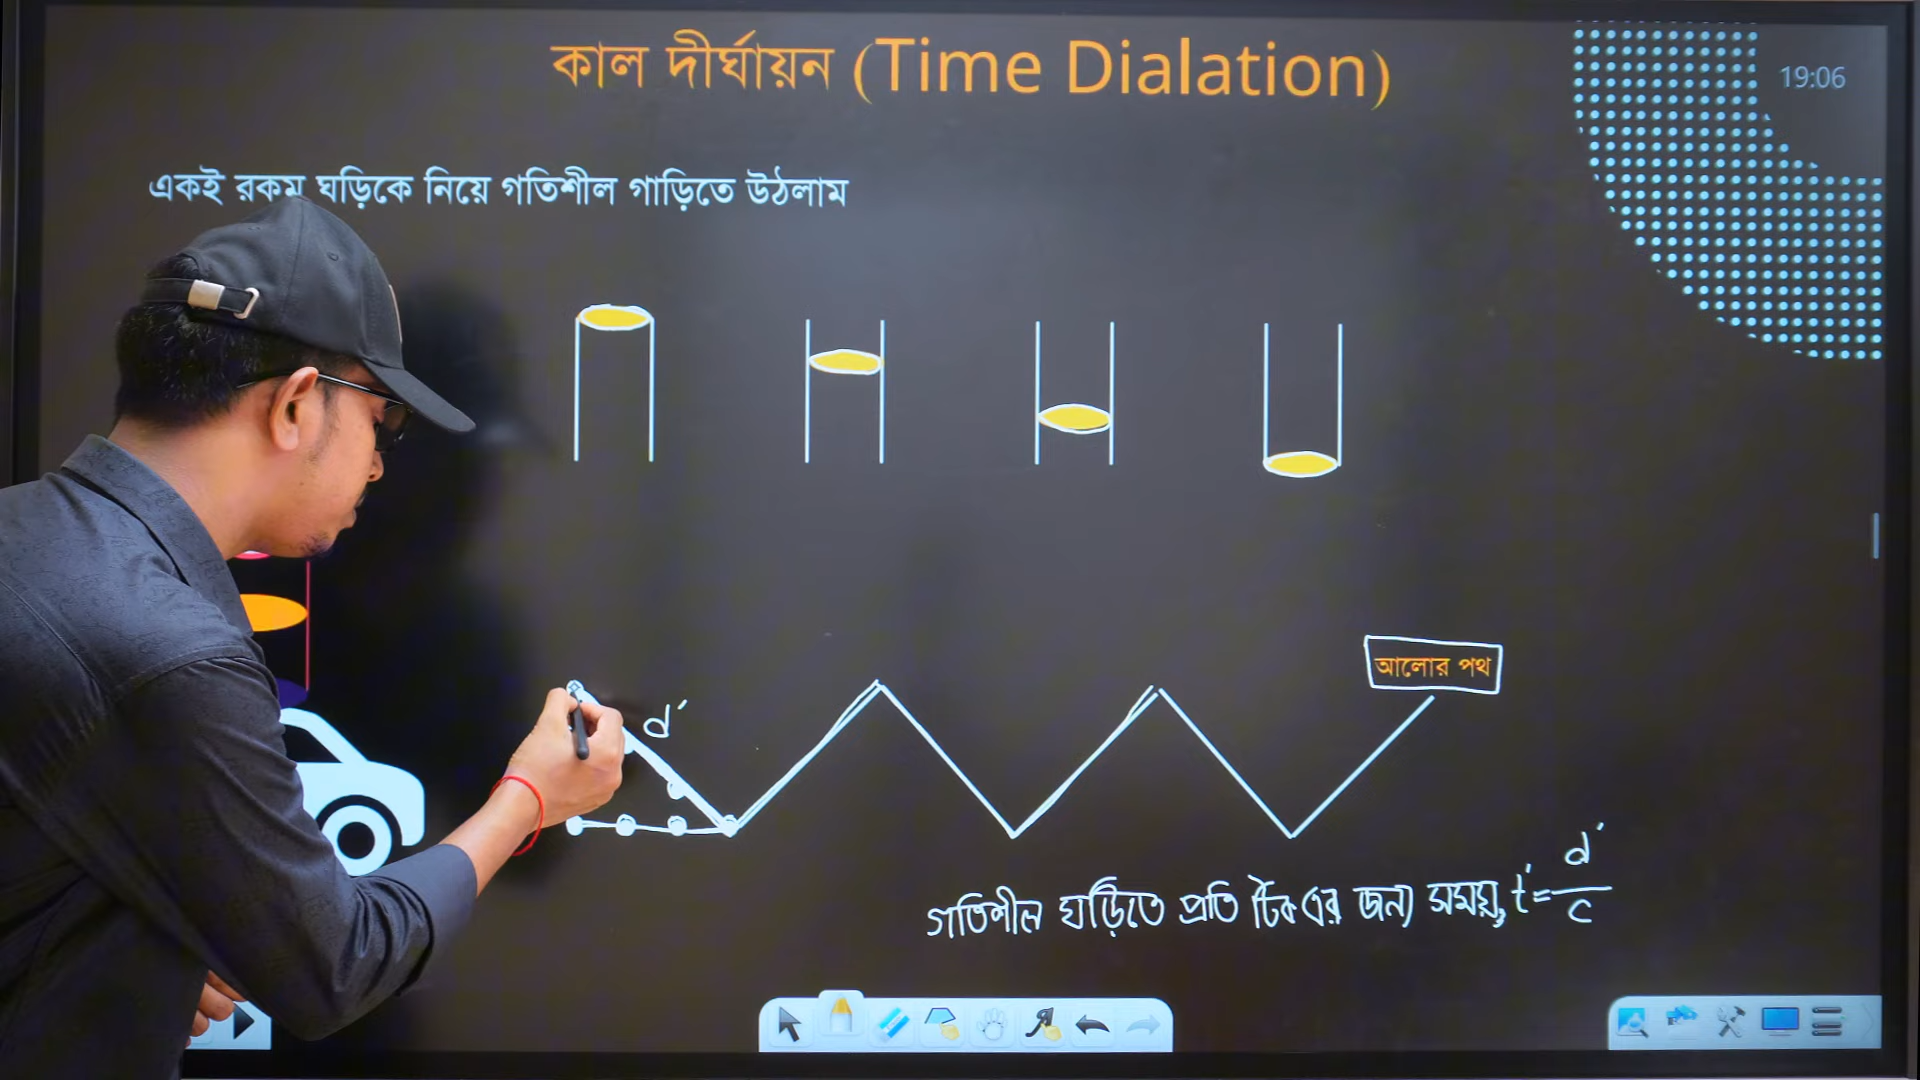 কাল দীর্ঘায়ন (Time Dialation)
19:06
একই রকম ঘড়িকে নিয়ে গতিশীল গাড়িতে উঠলাম
আলোর পথ
d'
গতিশীল ঘড়িতে প্রতি টিক এর জন্য সময়, t' = d'/c